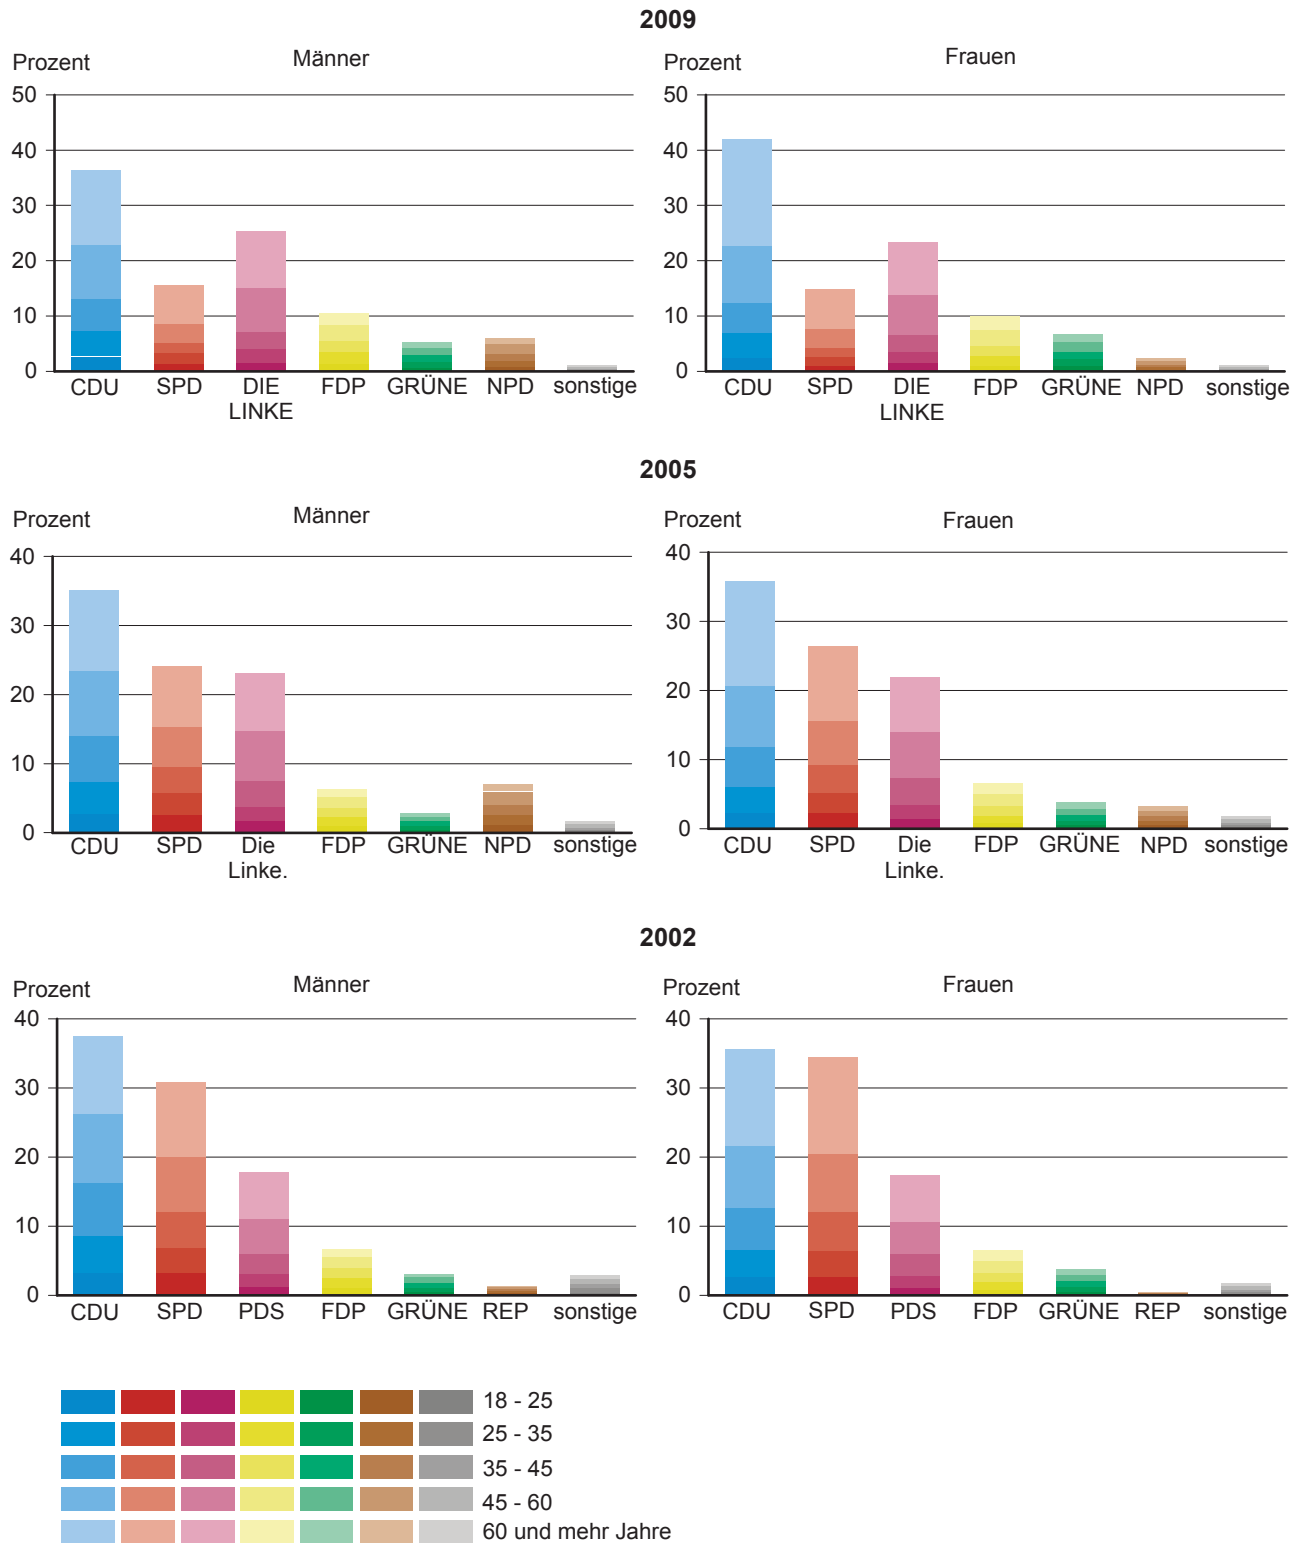 2009
Prozent Männer
50
40
30
20
10
0
CDU SPD DIE FDP GRÜNE NPD sonstige
LINKE
Prozent Frauen
50
40
30
20
10
0
CDU SPD DIE FDP GRÜNE NPD sonstige
LINKE
2005
Prozent Männer
40
30
20
10
0
CDU SPD Die FDP GRÜNE NPD sonstige
Linke.
Prozent Frauen
40
30
20
10
0
CDU SPD Die FDP GRÜNE NPD sonstige
Linke.
2002
Prozent Männer
40
30
20
10
0
CDU SPD PDS FDP GRÜNE REP sonstige
Prozent Frauen
40
30
20
10
0
CDU SPD PDS FDP GRÜNE REP sonstige
18 - 25
25 - 35
35 - 45
45 - 60
60 und mehr Jahre